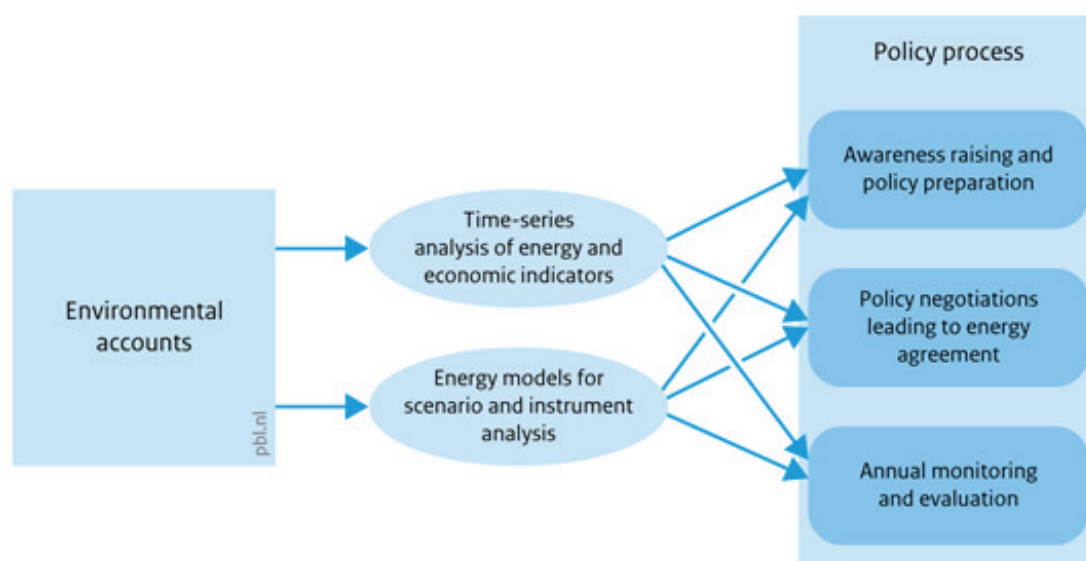 Policy process
Environmental
accounts
pbl.nl
Time-series
analysis of energy and
economic indicators
Energy models for
scenario and instrument
analysis
Awareness raising and
policy preparation
Policy negotiations
leading to energy
agreement
Annual monitoring
and evaluation